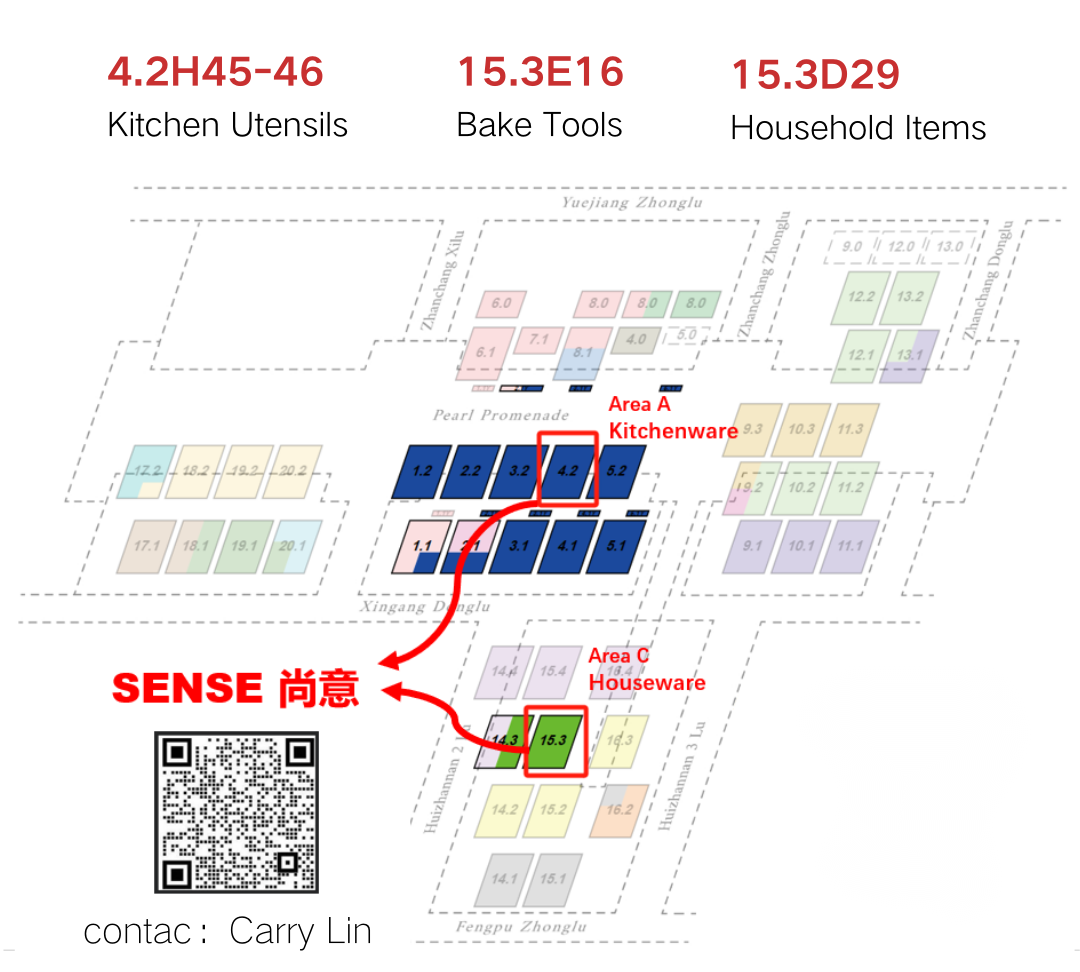 4.2H45-46
15.3E16
15.3D29
Kitchen Utensils
Bake Tools
Household Items
Yuejiang Zhonglu
Zhanchang Xilu
Zhanchang Zhonglu
Zhanchang Donglu
9.0 12.0 13.0
12.2 13.2
6.0 8.0 8.0 8.0
6.1 7.1 8.1 4.0 5.0
12.1 13.1
Pearl Promenade
Area A
Kitchenware
9.3 10.3 11.3
17.2 18.2 19.2 20.2
1.2 2.2 3.2 4.2 5.2
9.2 10.2 11.2
17.1 18.1 19.1 20.1
1.1 2.1 3.1 4.1 5.1
9.1 10.1 11.1
Xingang Donglu
Area C
Houseware
14.4 15.4 16.4
SENSE 尚意
14.3 15.3 16.3
Huizhannan 2 Lu
Huizhannan 3 Lu
14.2 15.2 16.2
14.1 15.1
Fengpu Zhonglu
contac： Carry Lin